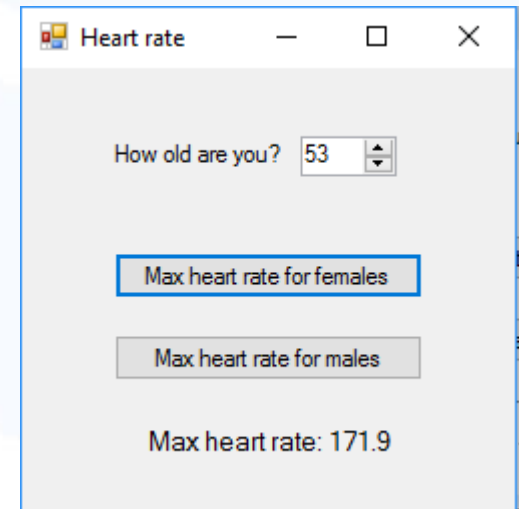 Heart rate
How old are you? 53
Max heart rate for females
Max heart rate for males
Max heart rate: 171.9